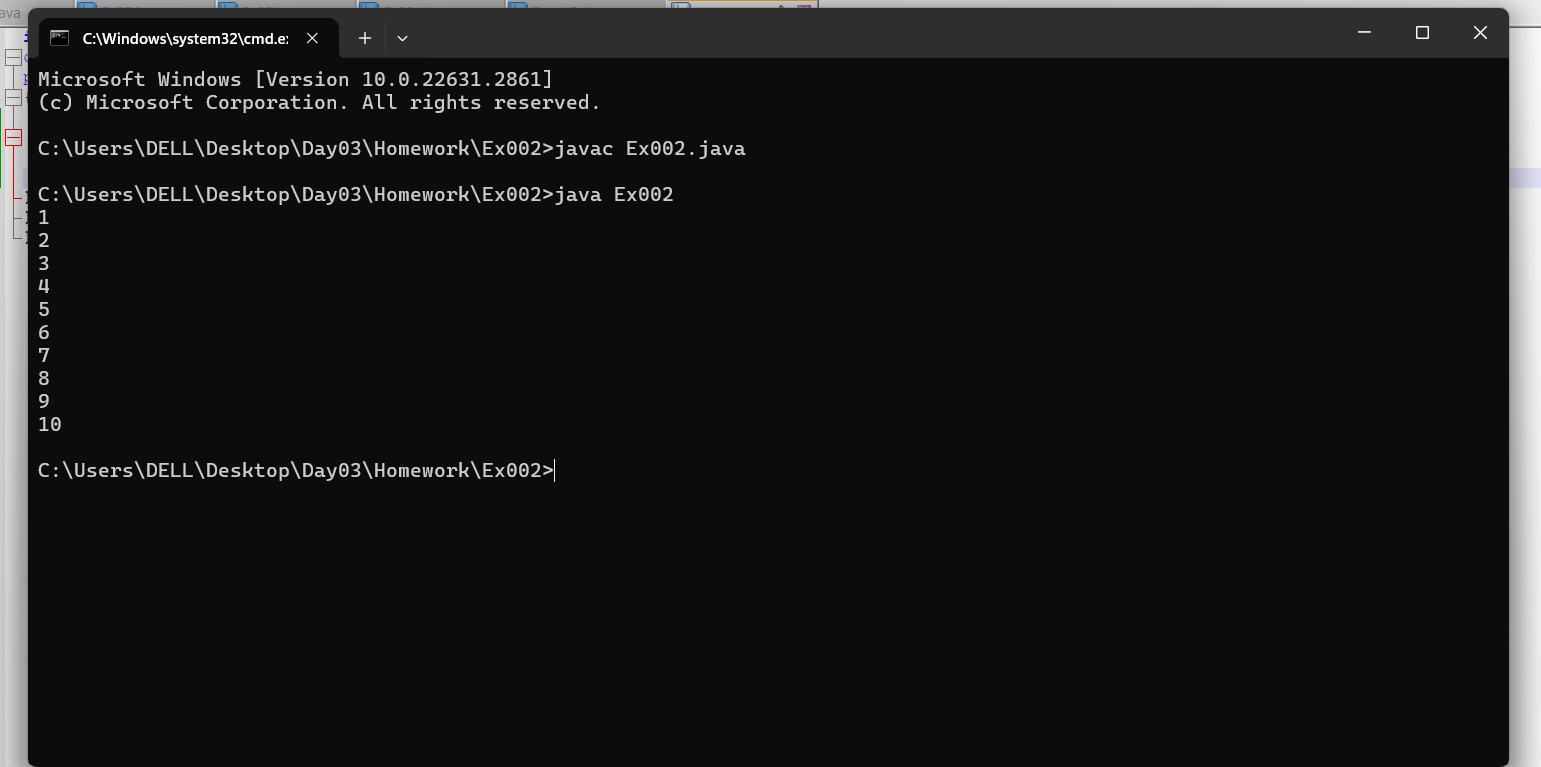 ava
C:\Windows\system32\cmd.e
Microsoft Windows [Version 10.0.22631.2861]
(c) Microsoft Corporation. All rights reserved.
C:\Users\DELL\Desktop\Day03\Homework\Ex002>javac Ex002.java
C:\Users\DELL\Desktop\Day03\Homework\Ex002>java Ex002
1
2
3
4
5
6
7
8
9
10
C:\Users\DELL\Desktop\Day03\Homework\Ex002>